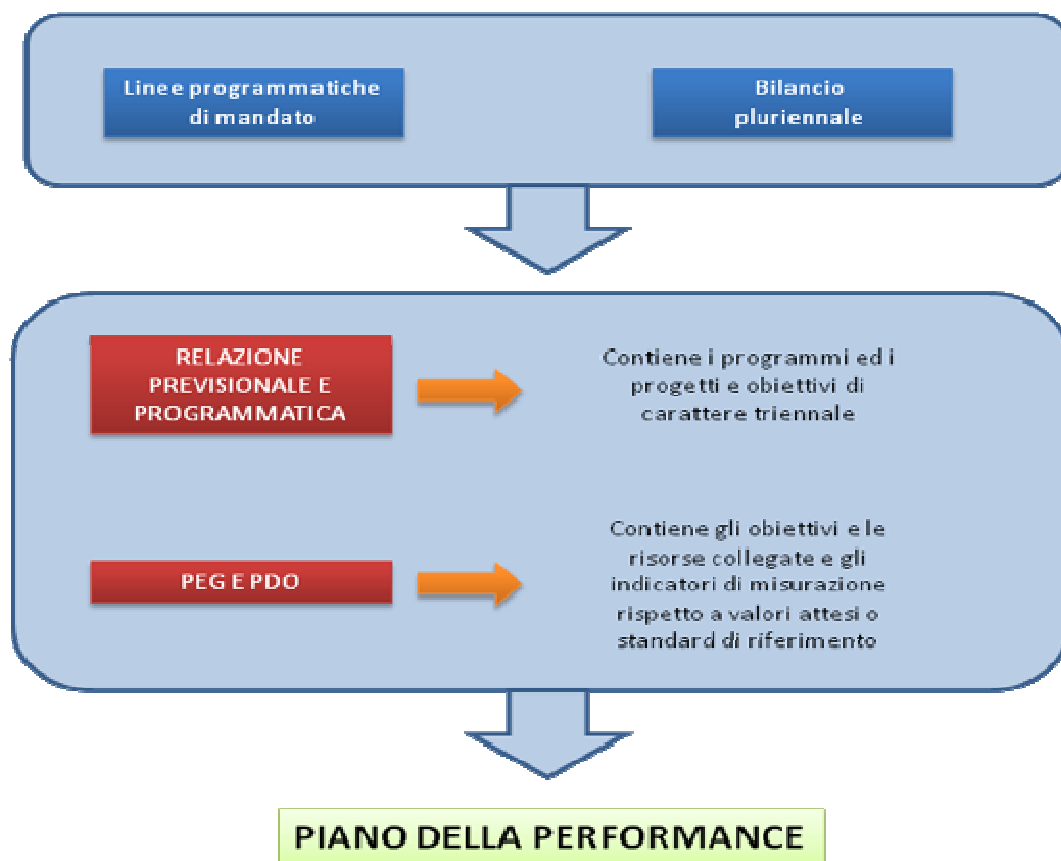 Linee programmatiche
di mandato
Bilancio
pluriennale
RELAZIONE
PREVISIONALE E
PROGRAMMATICA
Contiene i programmi ed i
progetti e obiettivi di
carattere triennale
PEG E PDO
Contiene gli obiettivi e le
risorse collegate e gli
indicatori di misurazione
rispetto a valori attesi o
standard di riferimento
PIANO DELLA PERFORMANCE